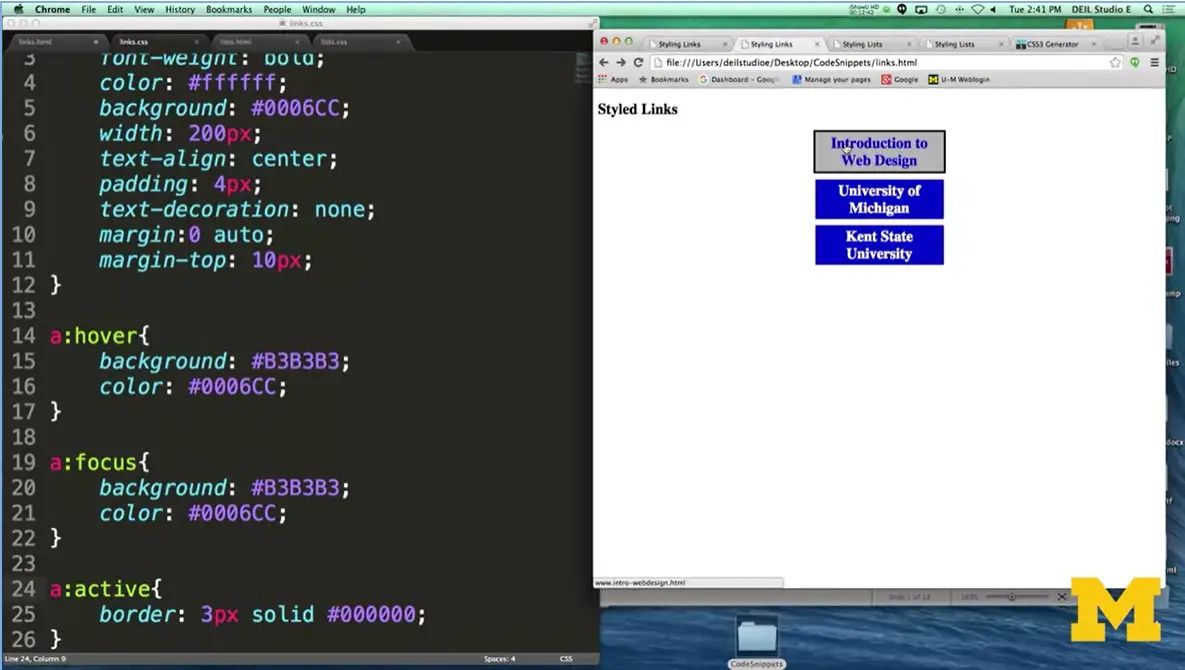 Chrome File Edit View History Bookmarks People Window Help
iShowU HD
00:12:42
Tue 2:41 PM DEIL Studio E
links.css
links.html links.css lists.html lists.css
3 font-weight: bold;
4 color: #ffffff;
5 background: #0006CC;
6 width: 200px;
7 text-align: center;
8 padding: 4px;
9 text-decoration: none;
10 margin:0 auto;
11 margin-top: 10px;
12 }
13
14 a:hover{
15 background: #B3B3B3;
16 color: #0006CC;
17 }
18
19 a:focus{
20 background: #B3B3B3;
21 color: #0006CC;
22 }
23
24 a:active{
25 border: 3px solid #000000;
26 }
Line 24, Column 9 Spaces: 4 CSS
Styling Links Styling Links Styling Lists Styling Lists CSS3 Generator
file:///Users/deilstudioe/Desktop/CodeSnippets/links.html
Apps Bookmarks Dashboard – Googl Manage your pages Google U-M Weblogin
Styled Links
Introduction to
Web Design
University of
Michigan
Kent State
University
www.intro-webdesign.html
CodeSnippets
M